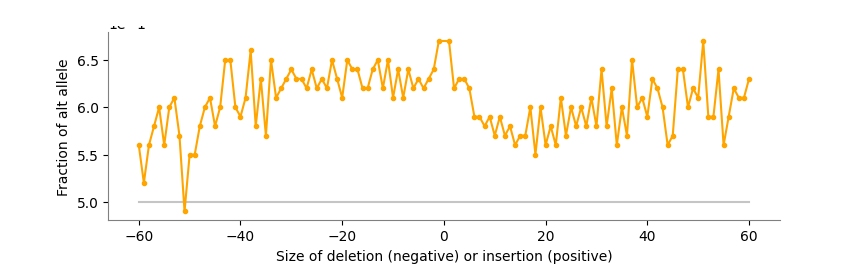 6.5
6.0
5.5
5.0
Fraction of alt allele
−60 −40 −20 0 20 40 60
Size of deletion (negative) or insertion (positive)